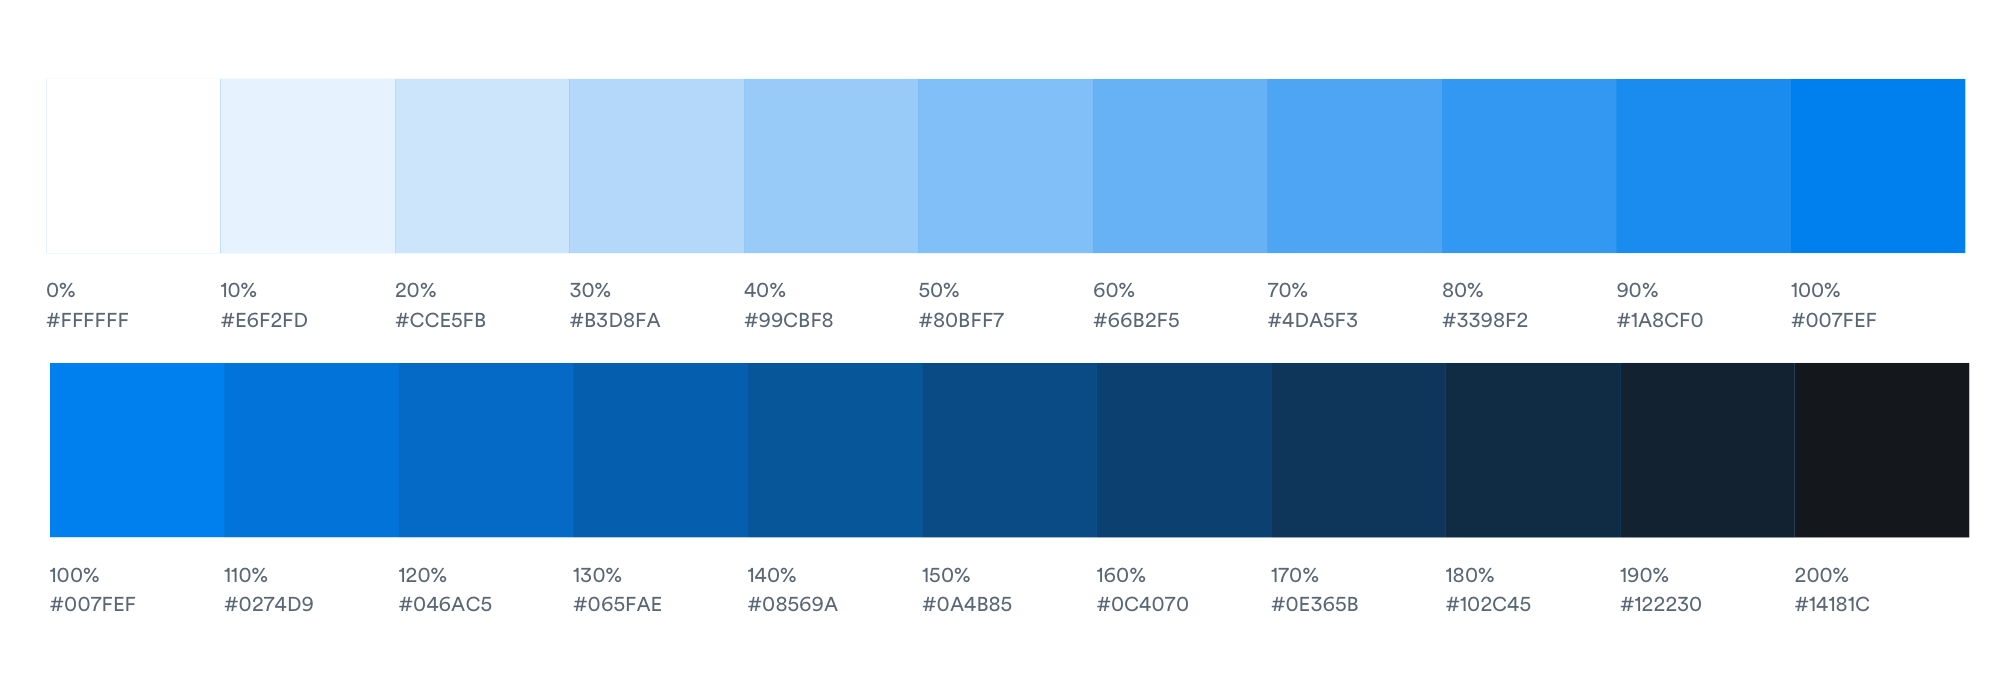 0% 10% 20% 30% 40% 50% 60% 70% 80% 90% 100%
#FFFFFF #E6F2FD #CCE5FB #B3D8FA #99CBF8 #80BFF7 #66B2F5 #4DA5F3 #3398F2 #1A8CF0 #007FEF
100% 110% 120% 130% 140% 150% 160% 170% 180% 190% 200%
#007FEF #0274D9 #046AC5 #065FAE #08569A #0A4B85 #0C4070 #0E365B #102C45 #122230 #14181C